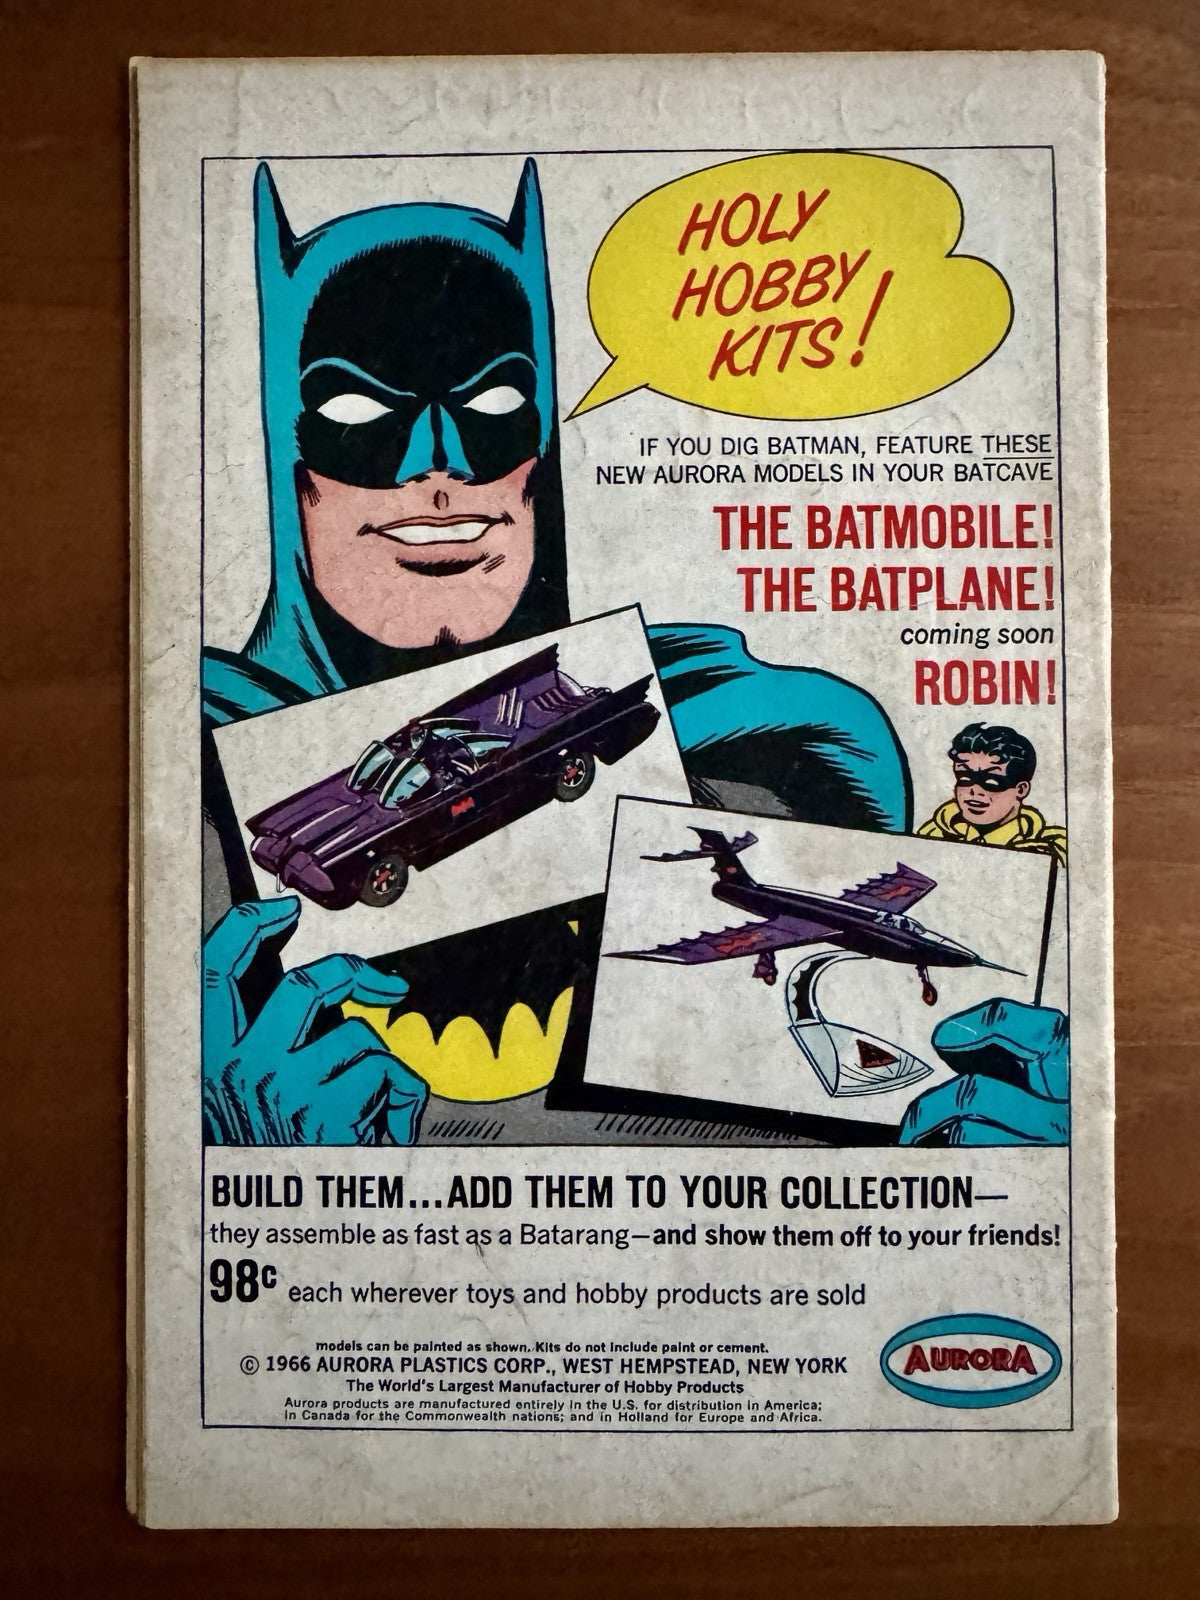 HOLY
HOBBY
KITS!
IF YOU DIG BATMAN, FEATURE THESE
NEW AURORA MODELS IN YOUR BATCAVE
THE BATMOBILE!
THE BATPLANE!
coming soon
ROBIN!
BUILD THEM...ADD THEM TO YOUR COLLECTION—
they assemble as fast as a Batarang—and show them off to your friends!
98c each wherever toys and hobby products are sold
models can be painted as shown. Kits do not include paint or cement.
© 1966 AURORA PLASTICS CORP., WEST HEMPSTEAD, NEW YORK
The World's Largest Manufacturer of Hobby Products
Aurora products are manufactured entirely in the U.S. for distribution in America;
in Canada for the Commonwealth nations; and in Holland for Europe and Africa.
AURORA